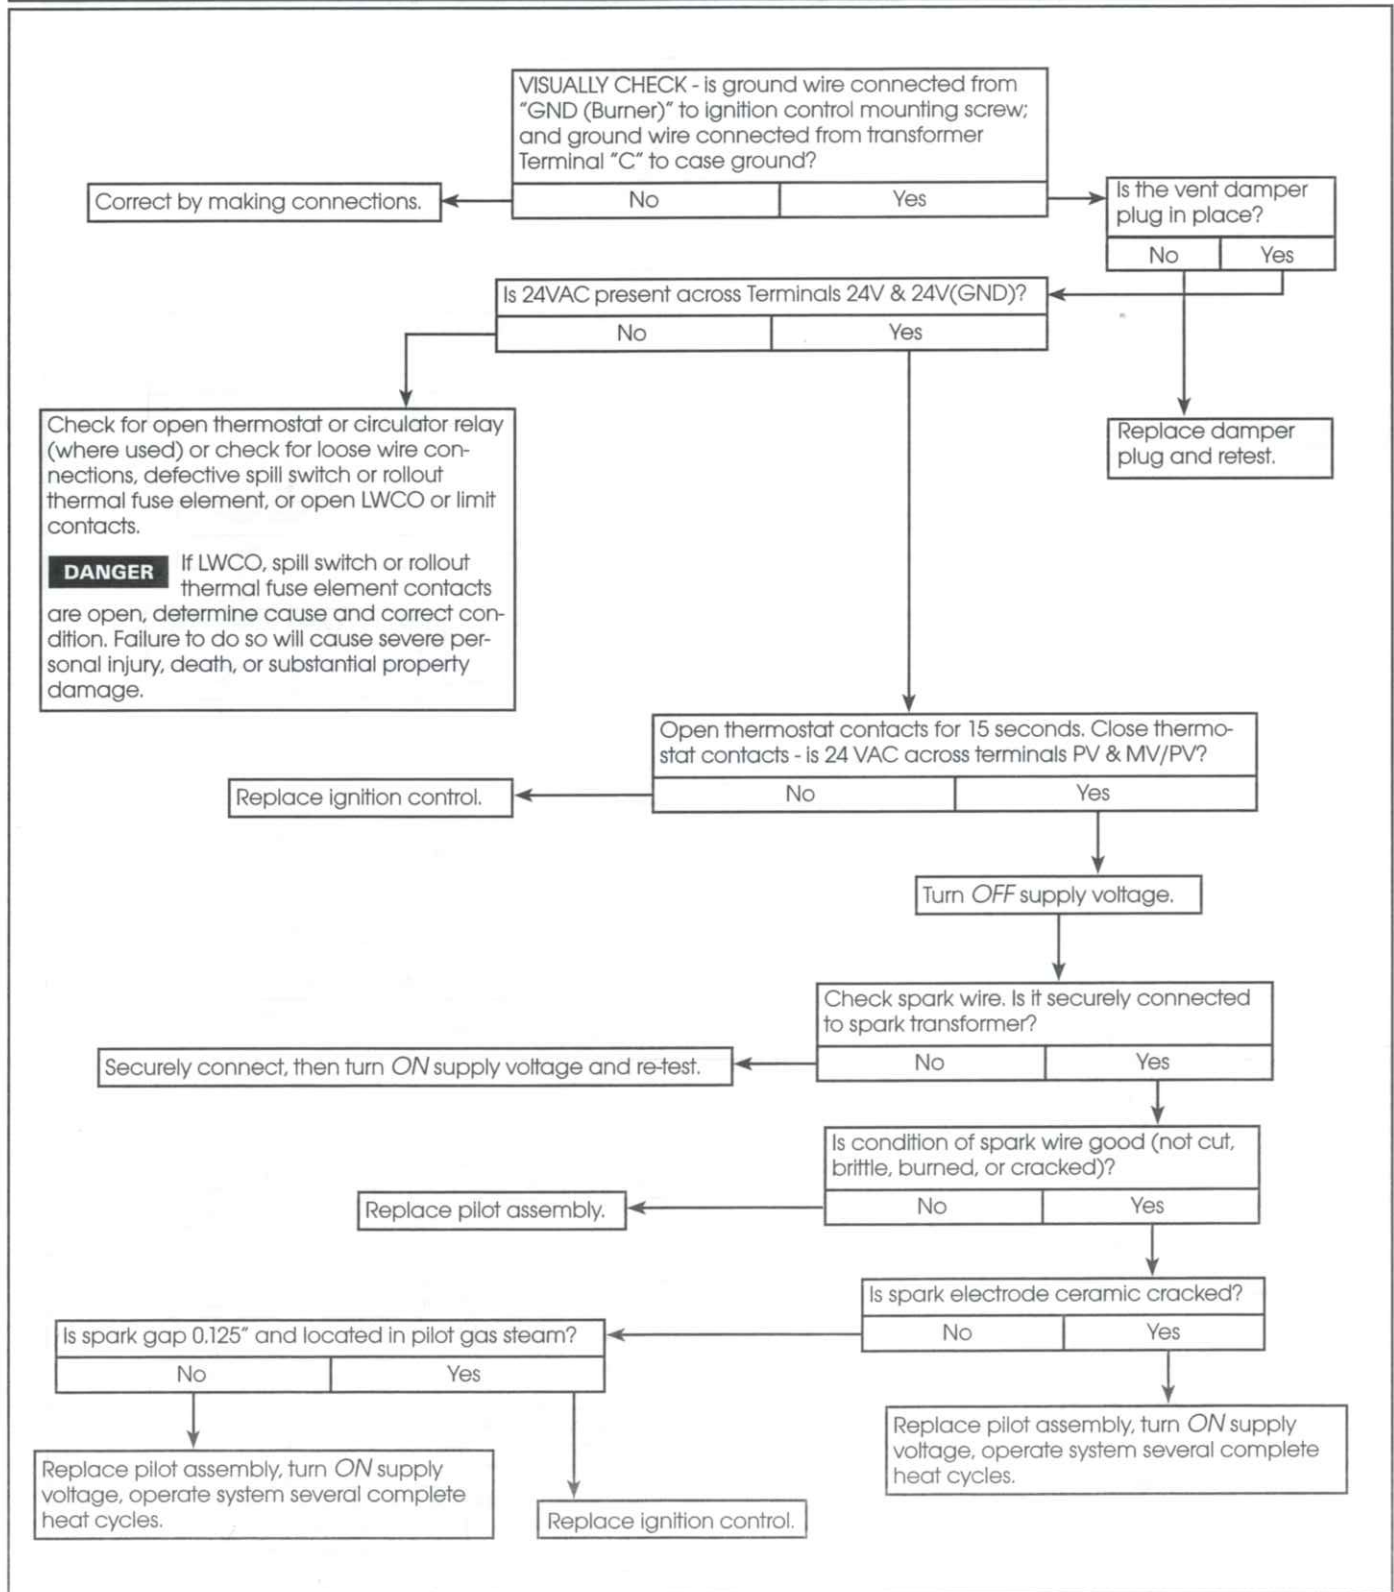 VISUALLY CHECK - is ground wire connected from
"GND (Burner)" to ignition control mounting screw;
and ground wire connected from transformer
Terminal "C" to case ground?
No
Yes
Correct by making connections.
Is the vent damper
plug in place?
No
Yes
Is 24VAC present across Terminals 24V & 24V(GND)?
No
Yes
Check for open thermostat or circulator relay
(where used) or check for loose wire con-
nections, defective spill switch or rollout
thermal fuse element, or open LWCO or limit
contacts.
DANGER If LWCO, spill switch or rollout
thermal fuse element contacts
are open, determine cause and correct con-
dition. Failure to do so will cause severe per-
sonal injury, death, or substantial property
damage.
Replace damper
plug and retest.
Open thermostat contacts for 15 seconds. Close thermo-
stat contacts - is 24 VAC across terminals PV & MV/PV?
No
Yes
Replace ignition control.
Turn OFF supply voltage.
Check spark wire. Is it securely connected
to spark transformer?
No
Yes
Securely connect, then turn ON supply voltage and re-test.
Is condition of spark wire good (not cut,
brittle, burned, or cracked)?
No
Yes
Replace pilot assembly.
Is spark electrode ceramic cracked?
No
Yes
Is spark gap 0.125" and located in pilot gas steam?
No
Yes
Replace pilot assembly, turn ON supply
voltage, operate system several complete
heat cycles.
Replace pilot assembly, turn ON supply
voltage, operate system several complete
heat cycles.
Replace ignition control.